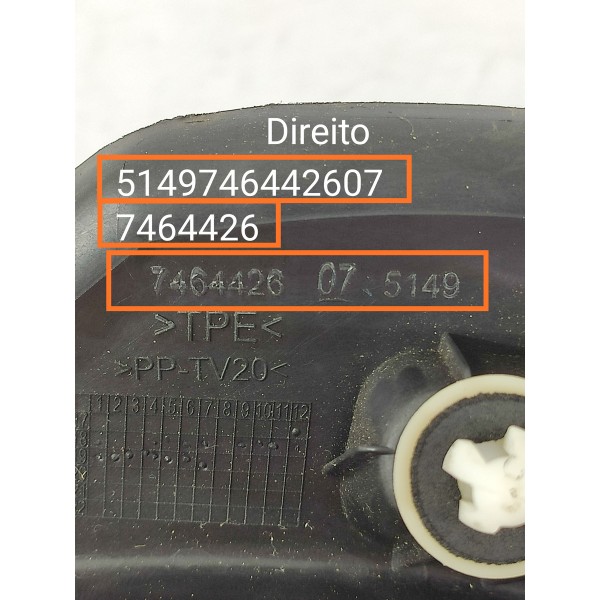 Direito
5149746442607
7464426
7464426 07 5149
>TPE<
>PP-TV20<
1 2 3 4 5 6 7 8 9 10 11 12